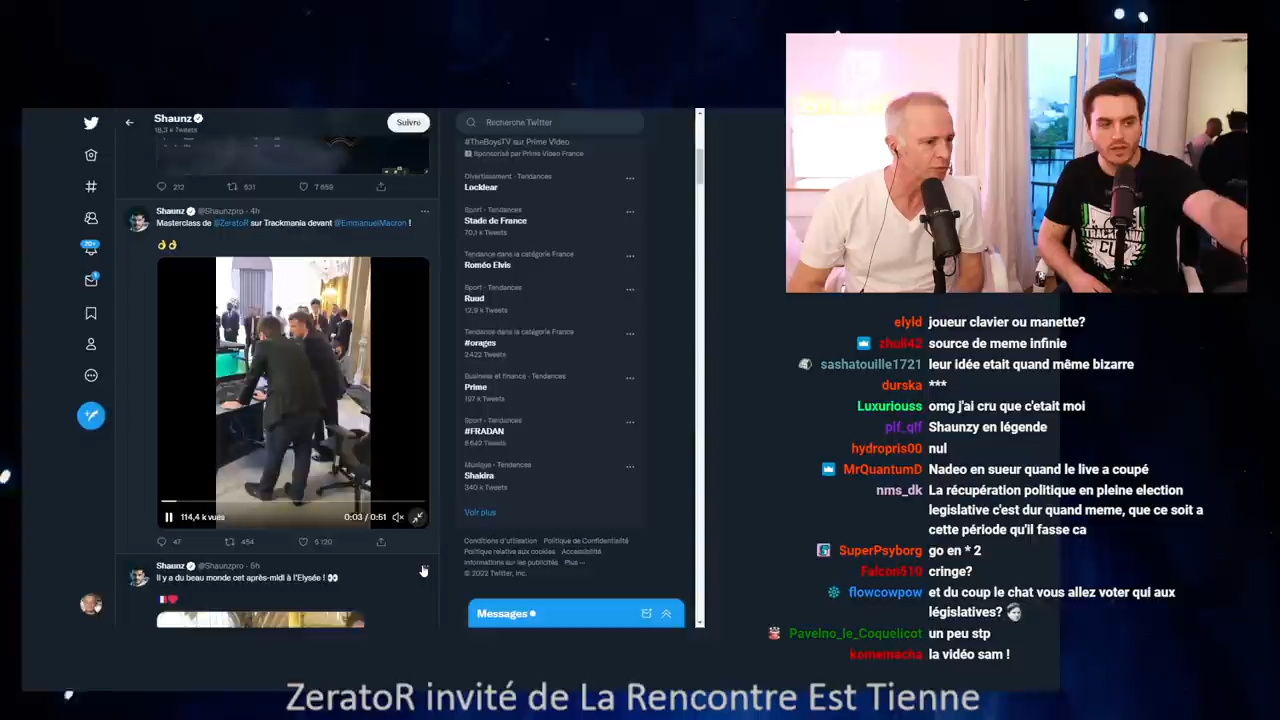 Shaunz
18,3 k Tweets
Suivre
212
531
7 659
Shaunz @Shaunzpro · 4h
Masterclass de @ZeratoR sur Trackmania devant @EmmanuelMacron !
114,4 k vues
0:03 / 0:51
47
454
5 120
Shaunz @Shaunzpro · 5h
Il y a du beau monde cet après-midi à l'Elysée !
20+
Recherche Twitter
#TheBoysTV sur Prime Video
Sponsorisé par Prime Video France
Divertissement · Tendances
Locklear
Sport · Tendances
Stade de France
70,1 k Tweets
Tendance dans la catégorie France
Roméo Elvis
Sport · Tendances
Ruud
12,9 k Tweets
Tendance dans la catégorie France
#orages
2 422 Tweets
Business et finance · Tendances
Prime
197 k Tweets
Sport · Tendances
#FRADAN
Musique · Tendances
Shakira
340 k Tweets
Voir plus
Conditions d'utilisation Politique de Confidentialité
Politique relative aux cookies Accessibilité
Informations sur les publicités Plus ···
© 2022 Twitter, Inc.
Messages
TRACKMANIA
CUP
elyld joueur clavier ou manette?
zhull42 source de meme infinie
sashatouille1721 leur idée etait quand même bizarre
durska ***
Luxuriouss omg j'ai cru que c'etait moi
plf_qlf Shaunzy en légende
hydropris00 nul
MrQuantumD Nadeo en sueur quand le live a coupé
nms_dk La récupération politique en pleine election
legislative c'est dur quand meme, que ce soit a
cette période qu'il fasse ca
SuperPsyborg go en * 2
Falcon510 cringe?
flowcowpow et du coup le chat vous allez voter qui aux
législatives?
Pavelno_le_Coquelicot un peu stp
komemacha la vidéo sam !
ZeratoR invité de La Rencontre Est Tienne